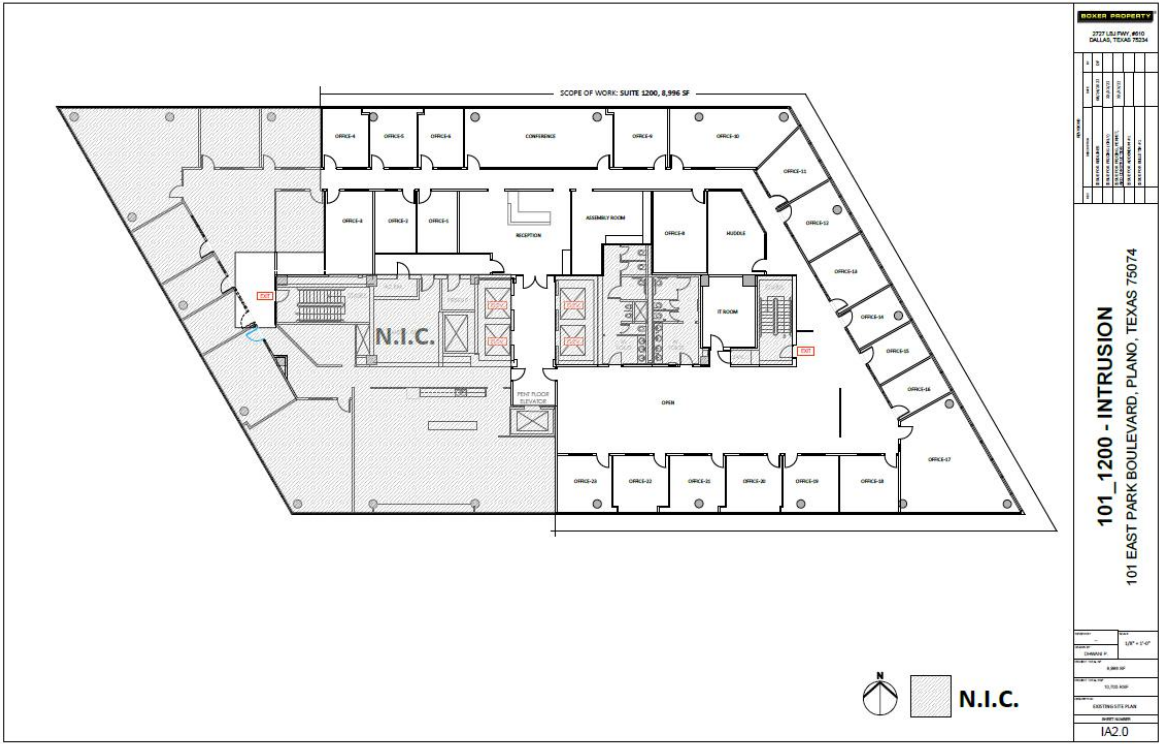 SCOPE OF WORK: SUITE 1200, 8,996 SF
OFFICE-4
OFFICE-5
OFFICE-6
CONFERENCE
OFFICE-9
OFFICE-10
OFFICE-11
OFFICE-3
OFFICE-2
OFFICE-1
RECEPTION
ASSEMBLY ROOM
OFFICE-8
HUDDLE
OFFICE-12
OFFICE-13
OFFICE-14
OFFICE-15
OFFICE-16
OFFICE-17
EXIT
N.I.C.
IT ROOM
EXIT
PENT FLOOR
ELEVATOR
OPEN
OFFICE-23
OFFICE-22
OFFICE-21
OFFICE-20
OFFICE-19
OFFICE-18
N
N.I.C.
BOXER PROPERTY
2727 LBJ FWY, #610
DALLAS, TEXAS 75234
101_1200 - INTRUSION
101 EAST PARK BOULEVARD, PLANO, TEXAS 75074
1/8" = 1'-0"
DHWANI P.
EXISTING SITE PLAN
SHEET NUMBER
IA2.0